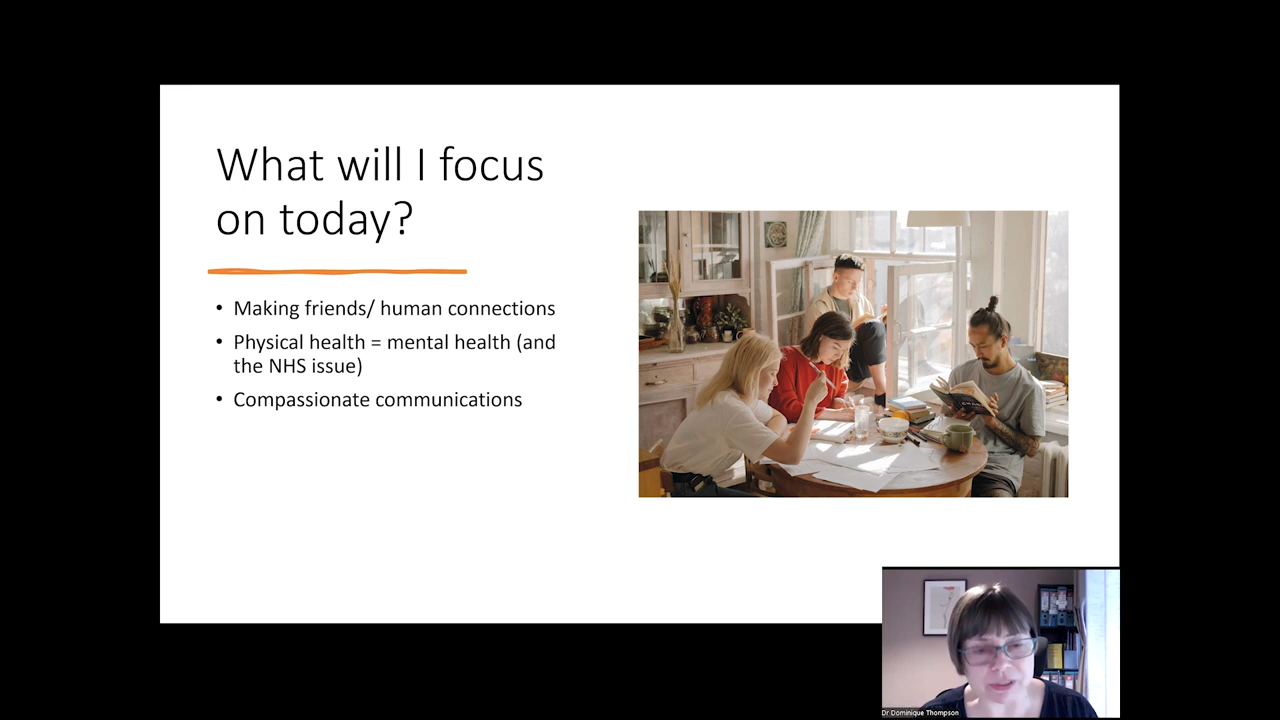 What will I focus
on today?
• Making friends/ human connections
• Physical health = mental health (and
the NHS issue)
• Compassionate communications
Dr Dominique Thompson